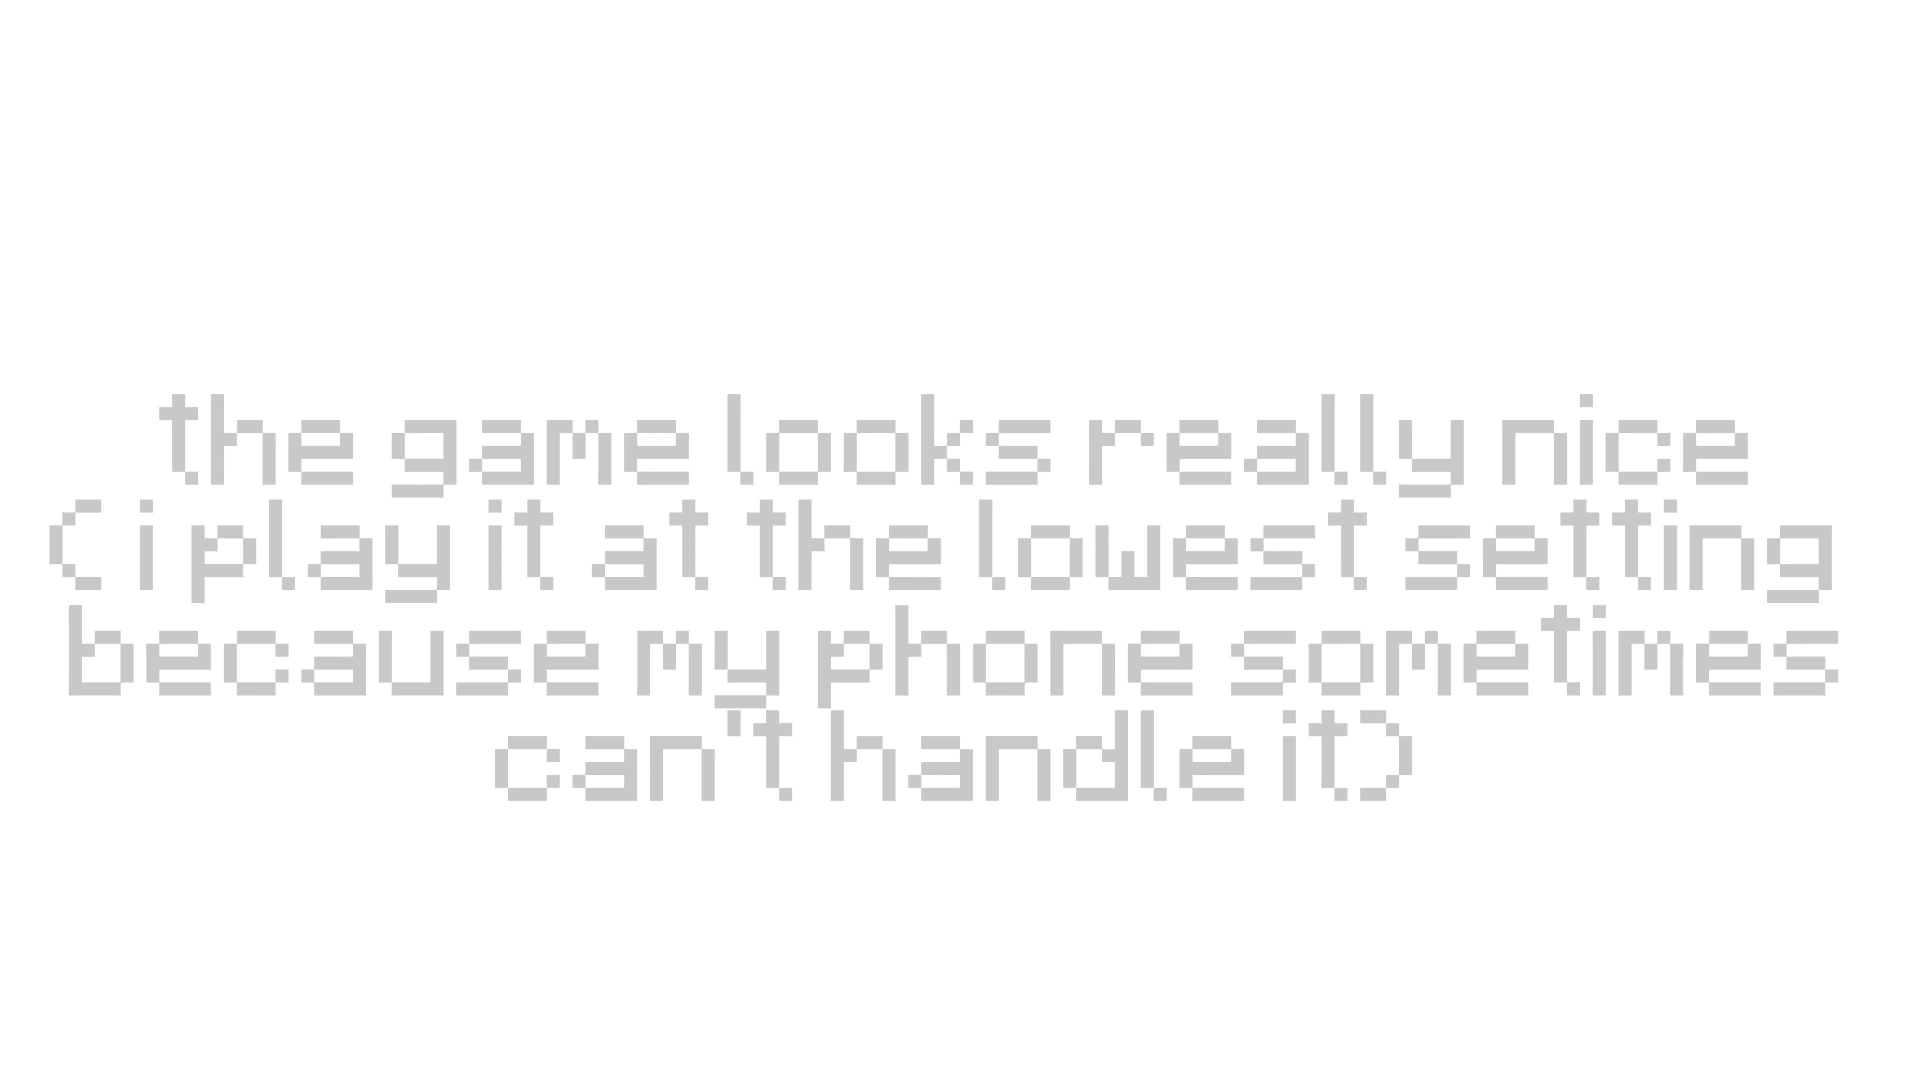 the game looks really nice
( i play it at the lowest setting
because my phone sometimes
can't handle it)